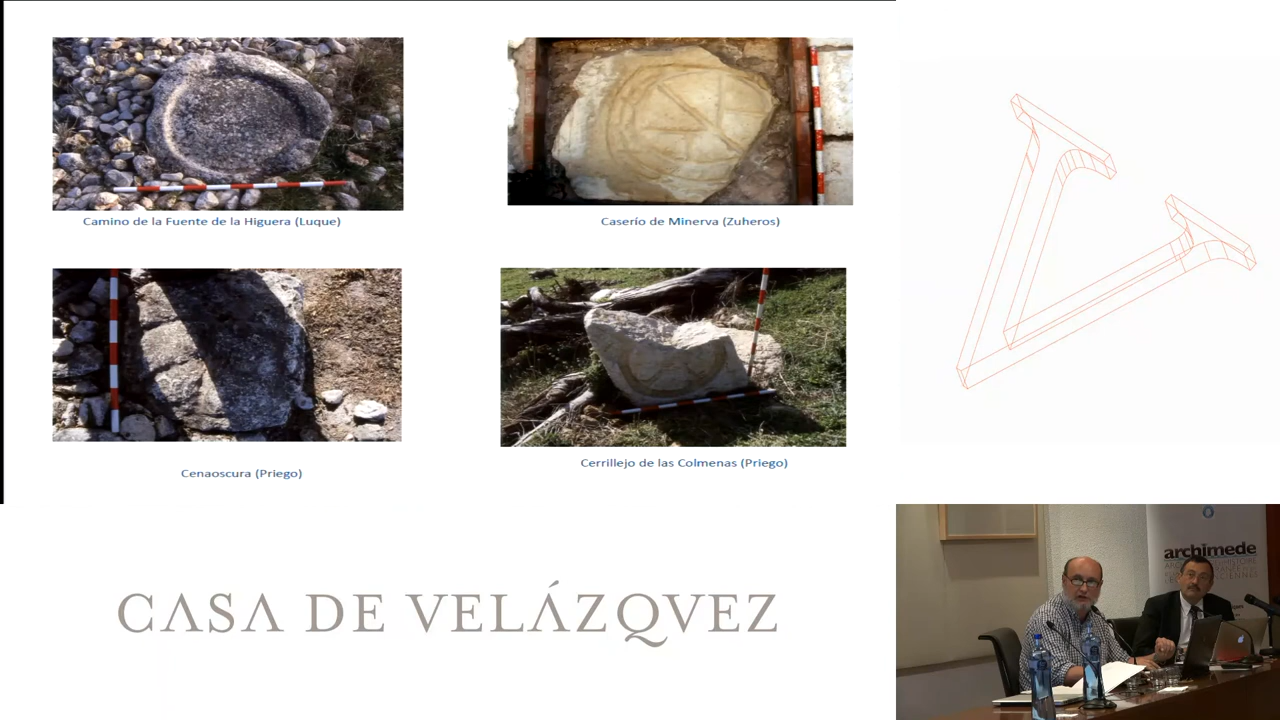 Camino de la Fuente de la Higuera (Luque)
Caserío de Minerva (Zuheros)
Cenaoscura (Priego)
Cerrillejo de las Colmenas (Priego)
CASA DE VELÁZQVEZ
archimede